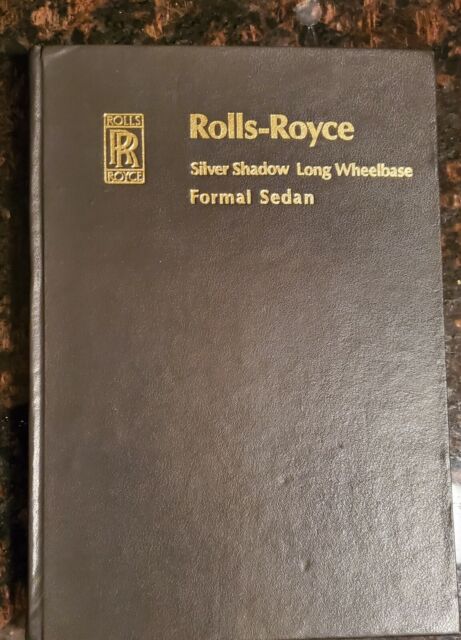 ROLLS
RR
ROYCE
Rolls-Royce
Silver Shadow Long Wheelbase
Formal Sedan